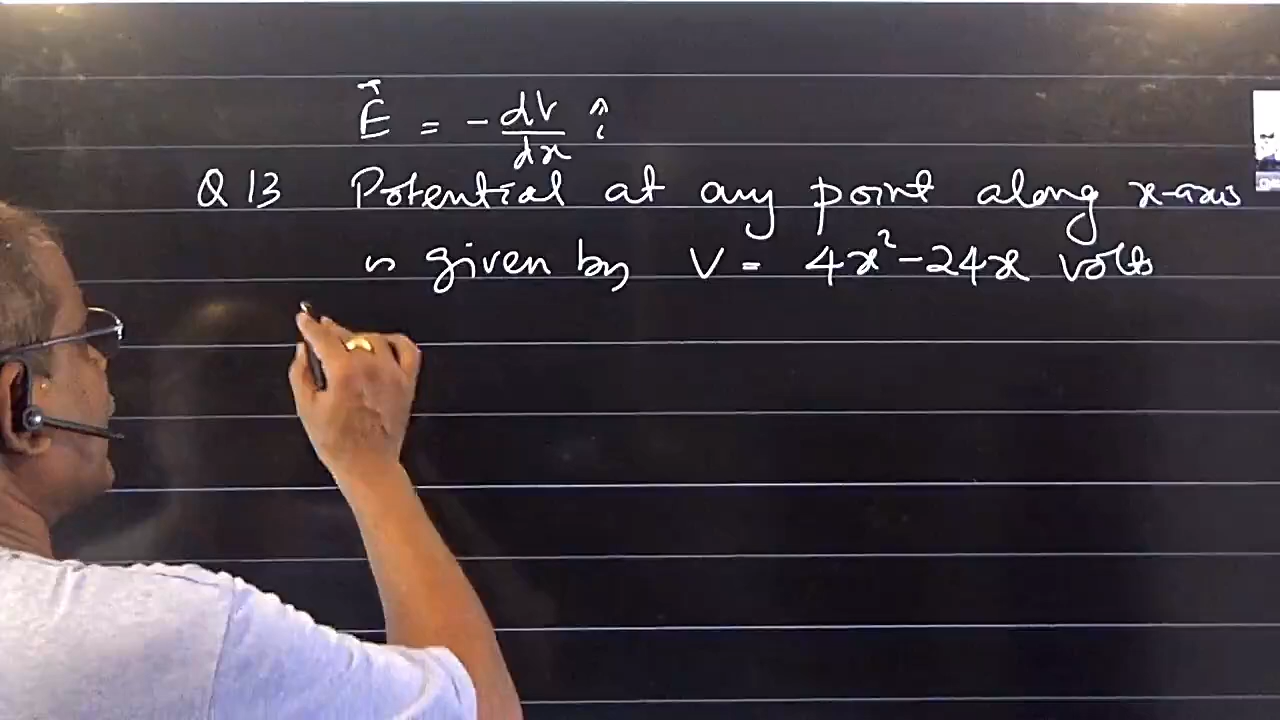 E⃗ = -dV/dx î
Q 13 Potential at any point along x-axis
is given by V = 4x² - 24x volts